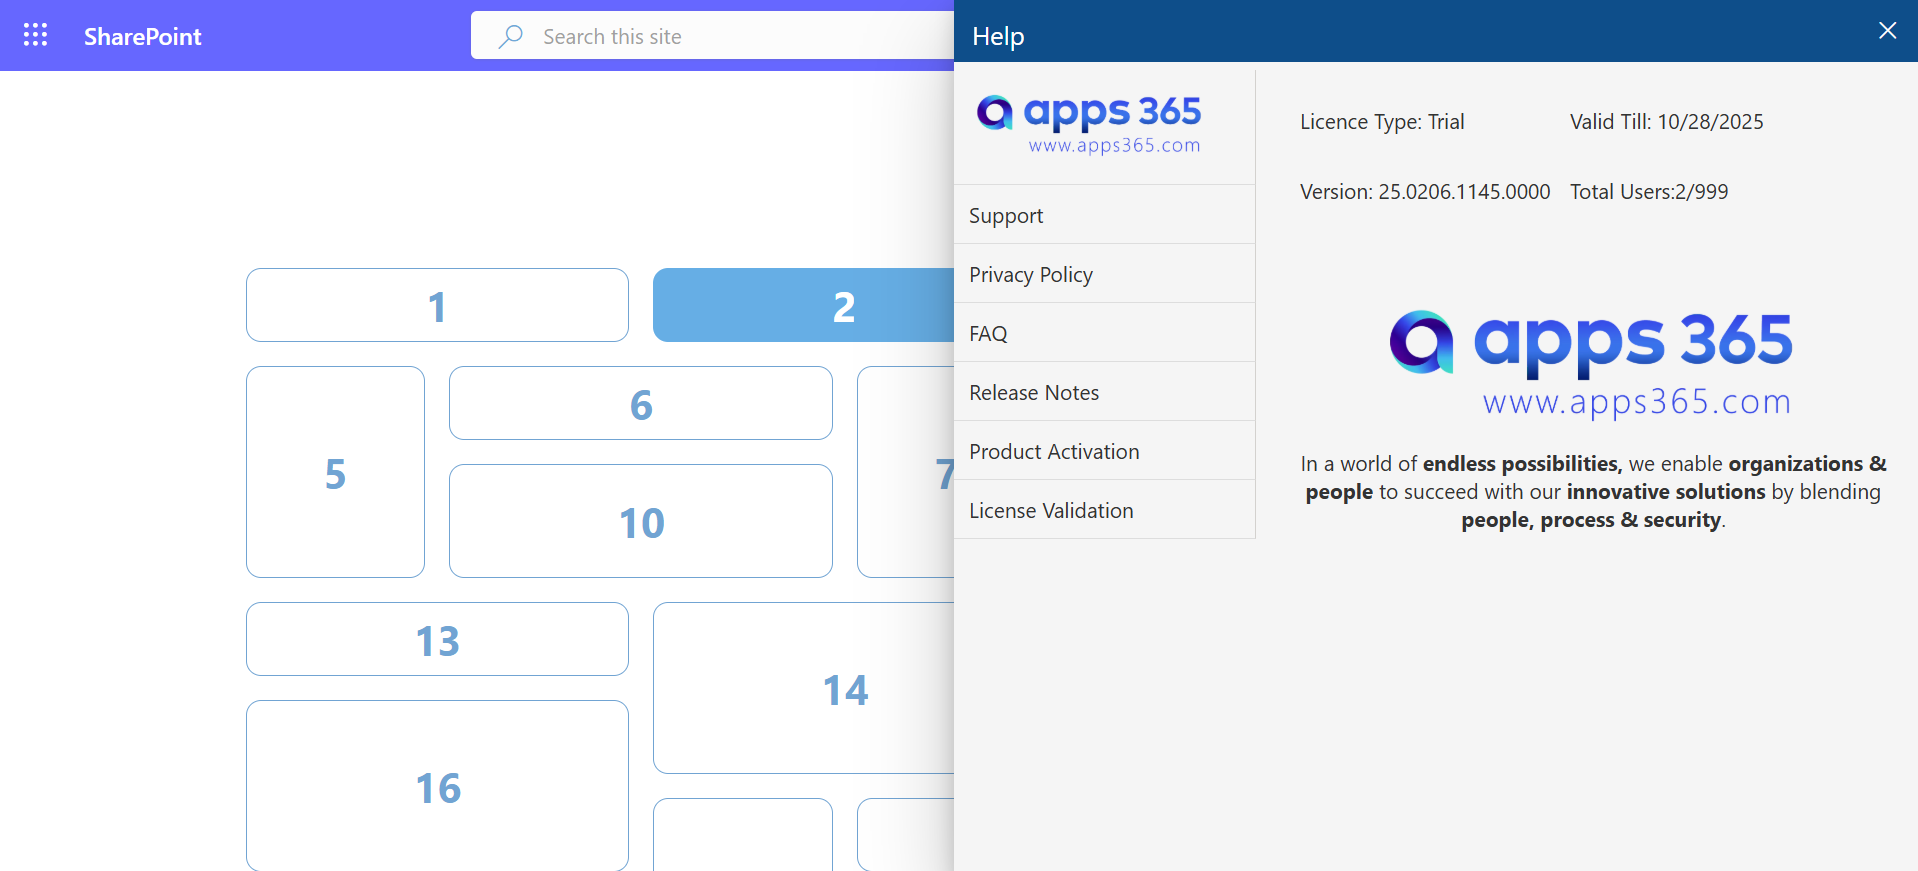 SharePoint
Search this site
Help
apps 365
www.apps365.com
Support
Privacy Policy
FAQ
Release Notes
Product Activation
License Validation
Licence Type: Trial
Valid Till: 10/28/2025
Version: 25.0206.1145.0000
Total Users:2/999
apps 365
www.apps365.com
In a world of endless possibilities, we enable organizations &
people to succeed with our innovative solutions by blending
people, process & security.
1
2
5
6
7
10
13
14
16